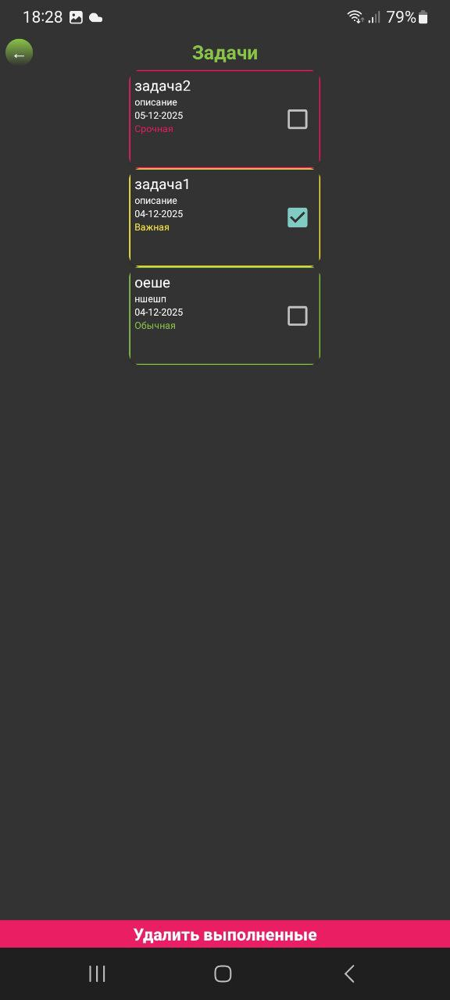 18:28 79%
← Задачи
задача2
описание
05-12-2025
Срочная
задача1
описание
04-12-2025
Важная
оеше
ншешп
04-12-2025
Обычная
Удалить выполненные